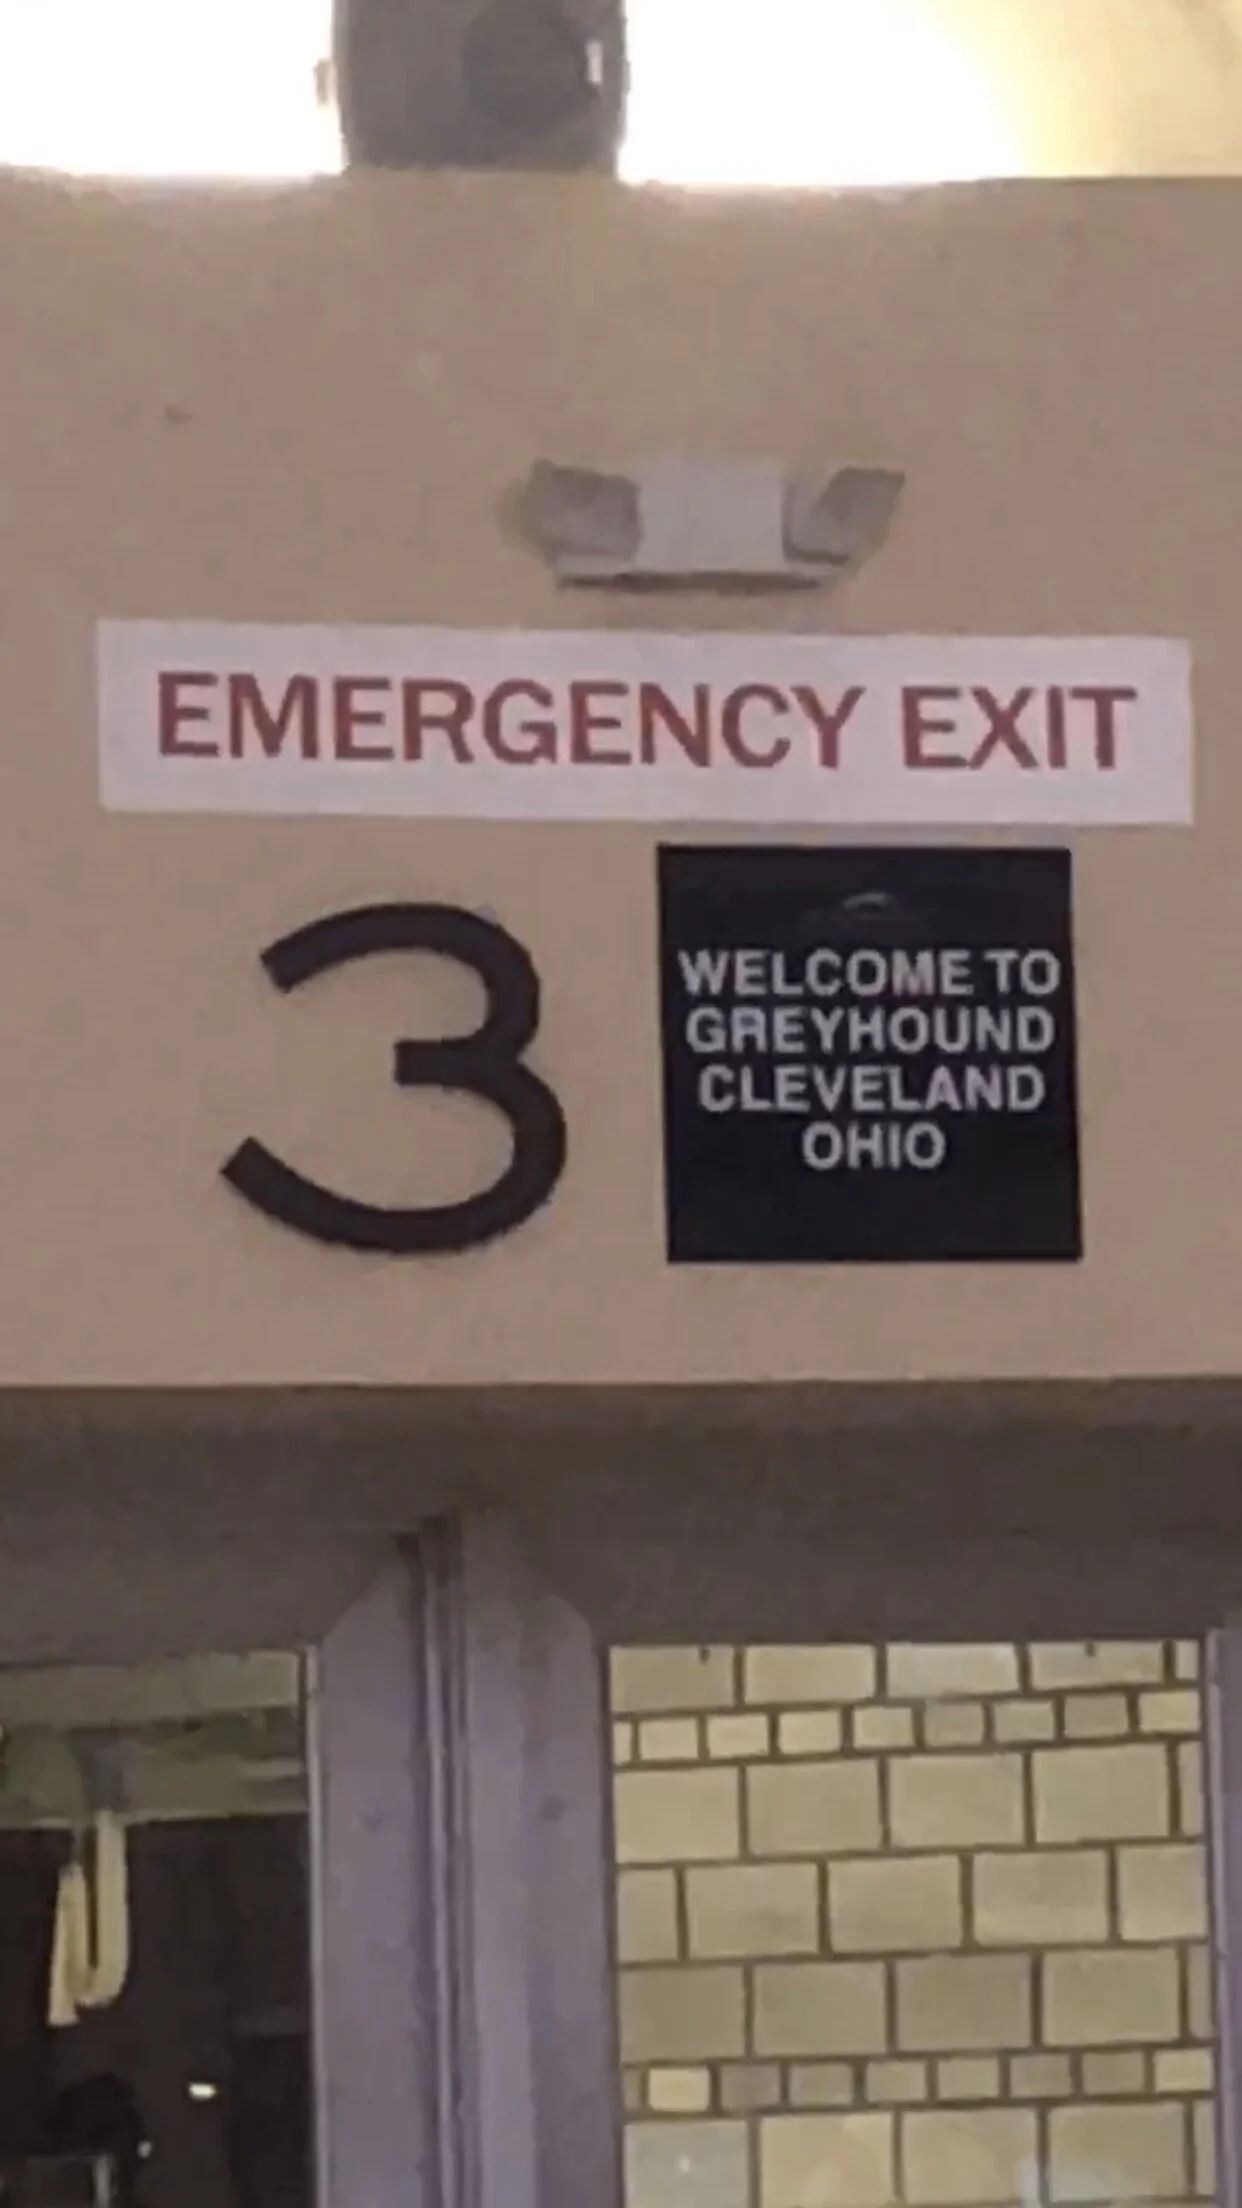 EMERGENCY EXIT
3
WELCOME TO
GREYHOUND
CLEVELAND
OHIO